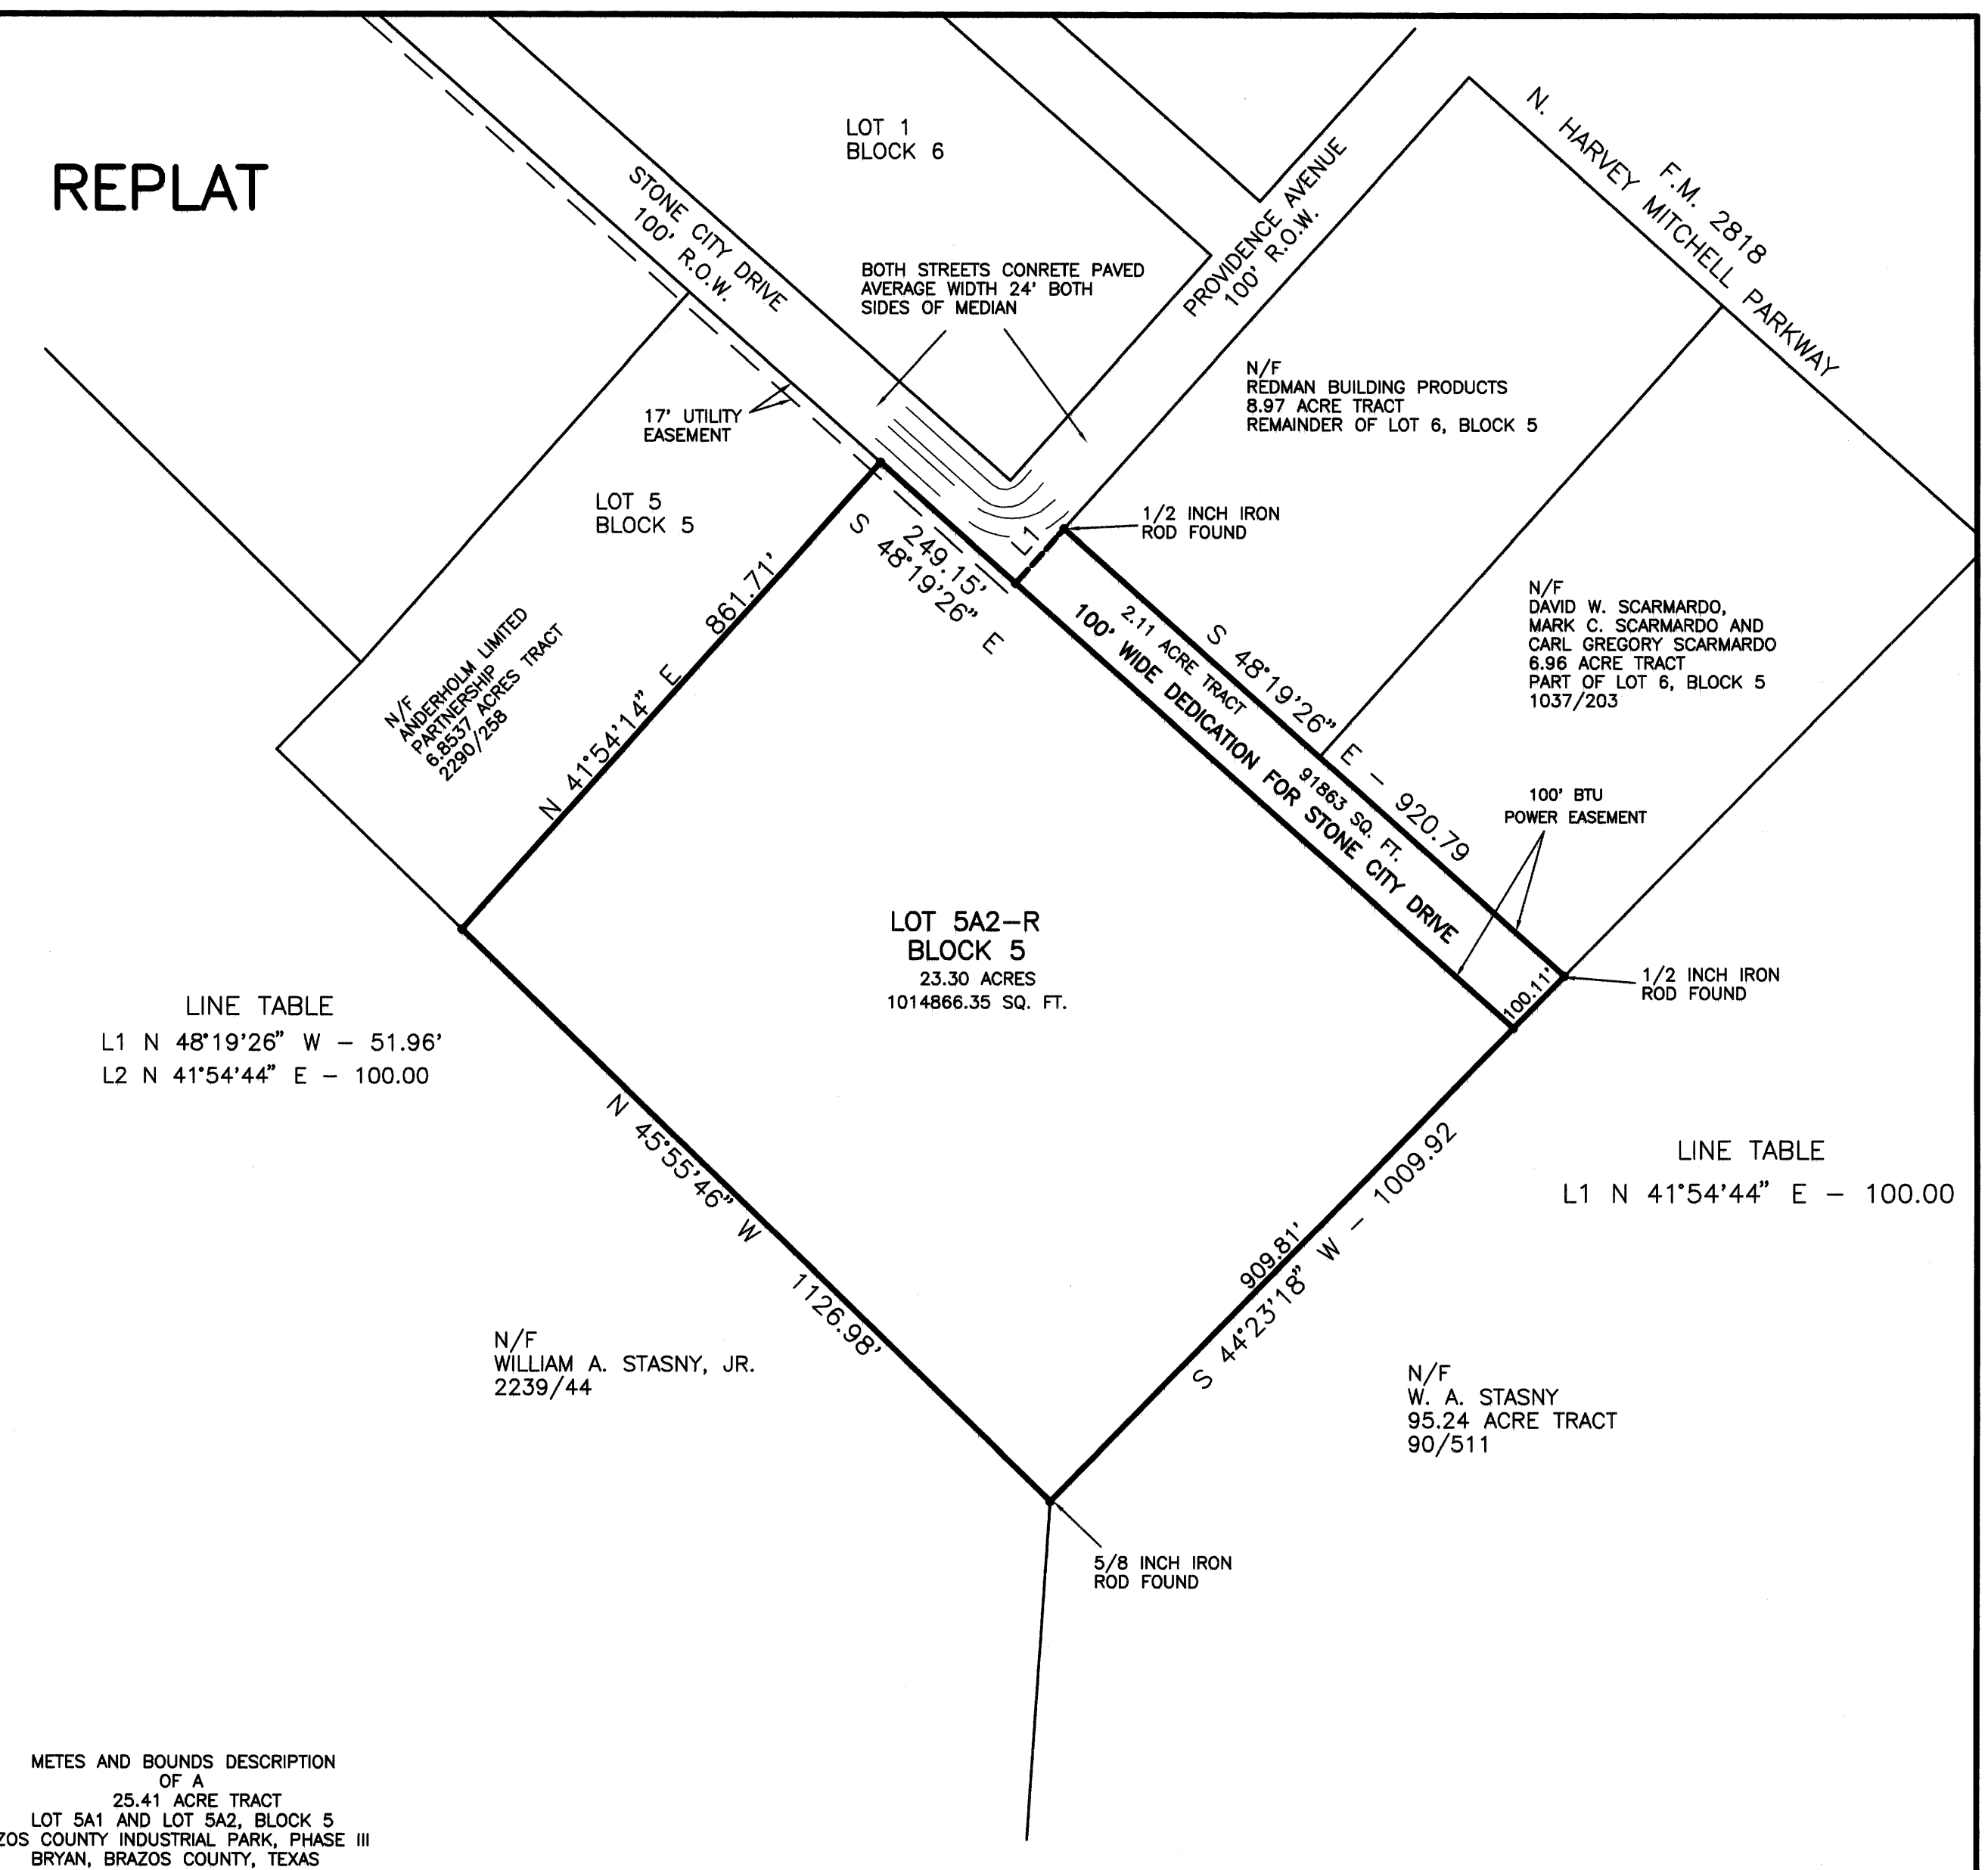 REPLAT
LOT 1
BLOCK 6
STONE CITY DRIVE
100' R.O.W.
PROVIDENCE AVENUE
100' R.O.W.
N. HARVEY MITCHELL PARKWAY
F.M. 2818
BOTH STREETS CONRETE PAVED
AVERAGE WIDTH 24' BOTH
SIDES OF MEDIAN
N/F
REDMAN BUILDING PRODUCTS
8.97 ACRE TRACT
REMAINDER OF LOT 6, BLOCK 5
17' UTILITY
EASEMENT
LOT 5
BLOCK 5
1/2 INCH IRON
ROD FOUND
L1
249.15'
S 48°19'26" E
861.71'
N 41°54'14" E
N/F
ANDERHOLM LIMITED
PARTNERSHIP
6.8537 ACRES TRACT
2290/258
N/F
DAVID W. SCARMARDO,
MARK C. SCARMARDO AND
CARL GREGORY SCARMARDO
6.96 ACRE TRACT
PART OF LOT 6, BLOCK 5
1037/203
S 48°19'26" E - 920.79
2.11 ACRE TRACT
100' WIDE DEDICATION FOR STONE CITY DRIVE
91863 SQ. FT.
100' BTU
POWER EASEMENT
LOT 5A2-R
BLOCK 5
23.30 ACRES
1014866.35 SQ. FT.
100.11'
1/2 INCH IRON
ROD FOUND
LINE TABLE
L1 N 48°19'26" W - 51.96'
L2 N 41°54'44" E - 100.00
N 45°55'46" W 1126.98'
909.81'
S 44°23'18" W - 1009.92
LINE TABLE
L1 N 41°54'44" E - 100.00
N/F
WILLIAM A. STASNY, JR.
2239/44
N/F
W. A. STASNY
95.24 ACRE TRACT
90/511
5/8 INCH IRON
ROD FOUND
METES AND BOUNDS DESCRIPTION
OF A
25.41 ACRE TRACT
LOT 5A1 AND LOT 5A2, BLOCK 5
ZOS COUNTY INDUSTRIAL PARK, PHASE III
BRYAN, BRAZOS COUNTY, TEXAS